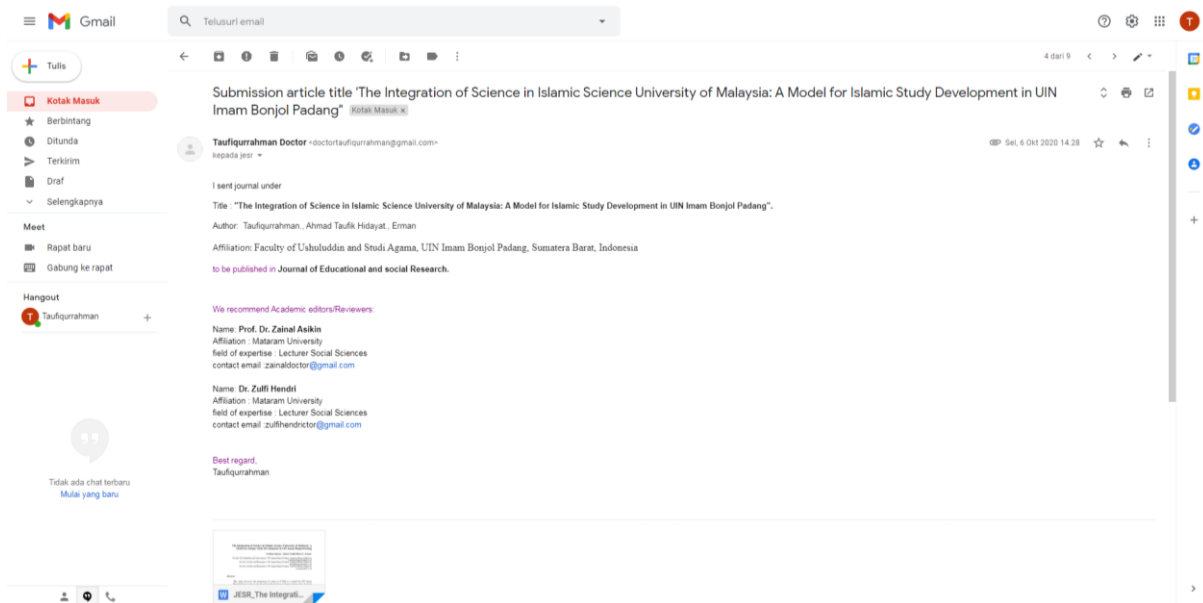 Gmail
Telusuri email
T
Tulis
4 dari 9
Kotak Masuk
Berbintang
Ditunda
Terkirim
Draf
Selengkapnya
Meet
Rapat baru
Gabung ke rapat
Hangout
T Taufiqurrahman
Tidak ada chat terbaru
Mulai yang baru
Submission article title 'The Integration of Science in Islamic Science University of Malaysia: A Model for Islamic Study Development in UIN
Imam Bonjol Padang" Kotak Masuk x
Taufiqurrahman Doctor <doctortaufiqurrahman@gmail.com>
Sel, 6 Okt 2020 14.28
kepada jesr
I sent journal under
Title : "The Integration of Science in Islamic Science University of Malaysia: A Model for Islamic Study Development in UIN Imam Bonjol Padang".
Author: Taufiqurrahman., Ahmad Taufik Hidayat., Erman
Affiliation: Faculty of Ushuluddin and Studi Agama, UIN Imam Bonjol Padang, Sumatera Barat, Indonesia
to be published in Journal of Educational and social Research.
We recommend Academic editors/Reviewers:
Name: Prof. Dr. Zainal Asikin
Affiliation : Mataram University
field of expertise : Lecturer Social Sciences
contact email :zainaldoctor@gmail.com
Name: Dr. Zulfi Hendri
Affiliation : Mataram University
field of expertise : Lecturer Social Sciences
contact email :zulfihendrictor@gmail.com
Best regard,
Taufiqurrahman
W JESR_The Integrati...